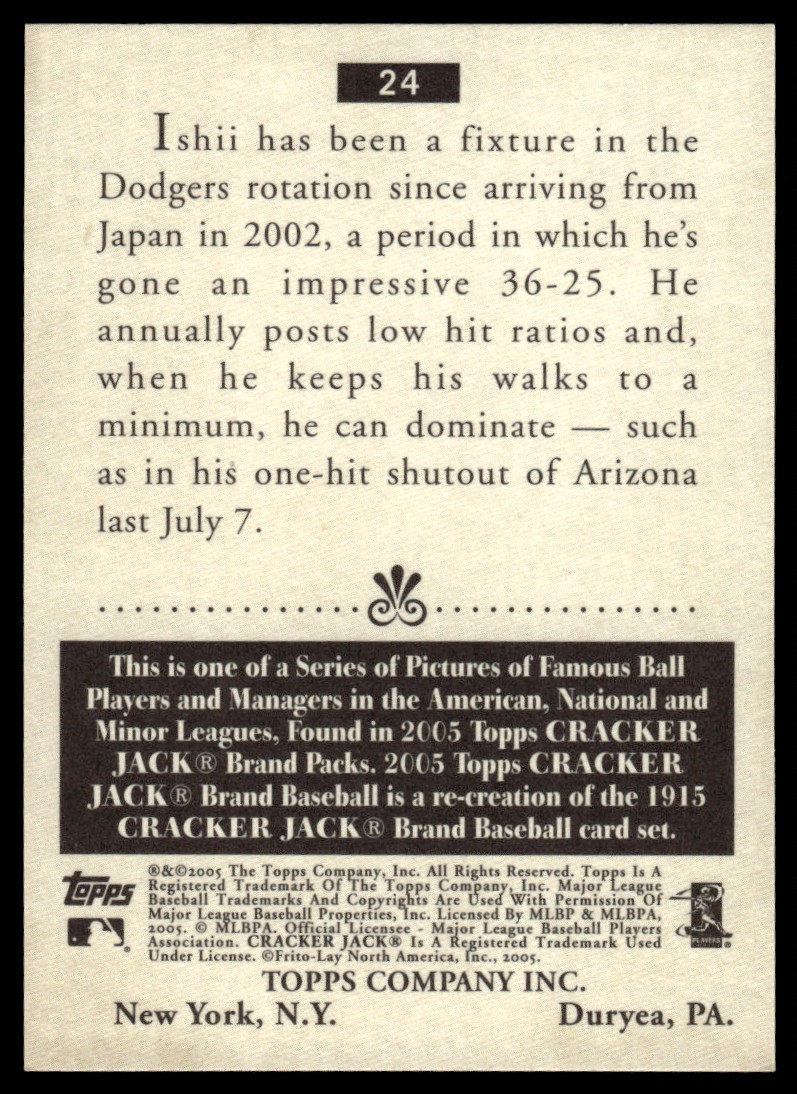 24
Ishii has been a fixture in the
Dodgers rotation since arriving from
Japan in 2002, a period in which he's
gone an impressive 36-25. He
annually posts low hit ratios and,
when he keeps his walks to a
minimum, he can dominate — such
as in his one-hit shutout of Arizona
last July 7.
This is one of a Series of Pictures of Famous Ball
Players and Managers in the American, National and
Minor Leagues, Found in 2005 Topps CRACKER
JACK® Brand Packs. 2005 Topps CRACKER
JACK® Brand Baseball is a re-creation of the 1915
CRACKER JACK® Brand Baseball card set.
Topps
®&©2005 The Topps Company, Inc. All Rights Reserved. Topps Is A
Registered Trademark Of The Topps Company, Inc. Major League
Baseball Trademarks And Copyrights Are Used With Permission Of
Major League Baseball Properties, Inc. Licensed By MLBP & MLBPA,
2005. © MLBPA. Official Licensee - Major League Baseball Players
Association. CRACKER JACK® Is A Registered Trademark Used
Under License. ©Frito-Lay North America, Inc., 2005.
PLAYERS
TOPPS COMPANY INC.
New York, N.Y. Duryea, PA.